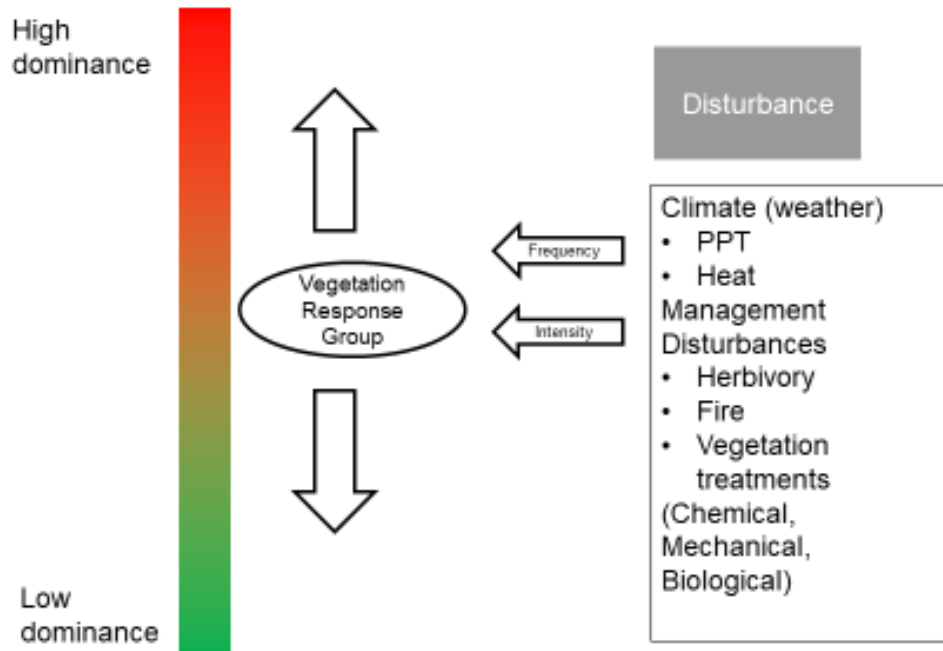 High
dominance
Disturbance
Climate (weather)
• PPT
• Heat
Management
Disturbances
• Herbivory
• Fire
• Vegetation
treatments
(Chemical,
Mechanical,
Biological)
Frequency
Intensity
Vegetation
Response
Group
Low
dominance